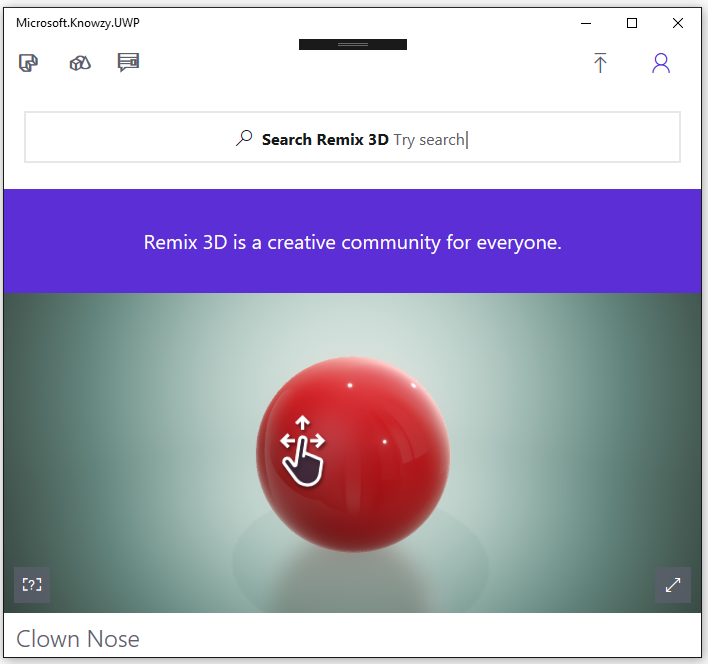 Microsoft.Knowzy.UWP
Search Remix 3D Try search
Remix 3D is a creative community for everyone.
[?]
Clown Nose